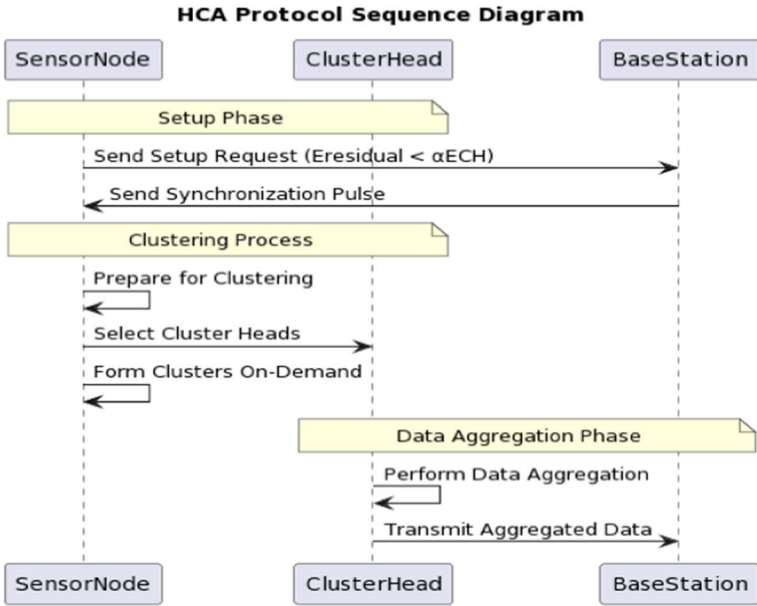 HCA Protocol Sequence Diagram
SensorNode
ClusterHead
BaseStation
Setup Phase
Send Setup Request (Eresidual < αECH)
Send Synchronization Pulse
Clustering Process
Prepare for Clustering
Select Cluster Heads
Form Clusters On-Demand
Data Aggregation Phase
Perform Data Aggregation
Transmit Aggregated Data
SensorNode
ClusterHead
BaseStation